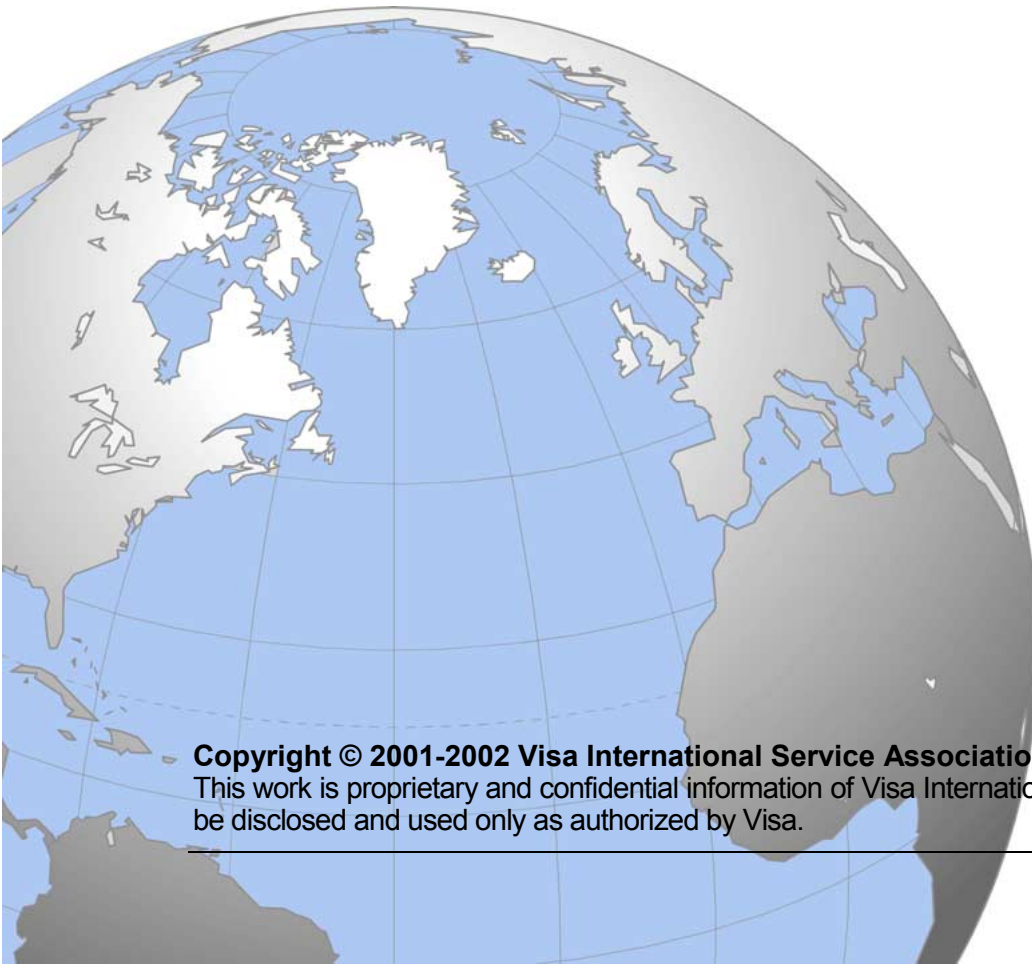 Copyright © 2001-2002 Visa International Service Associatio
This work is proprietary and confidential information of Visa Internatio
be disclosed and used only as authorized by Visa.